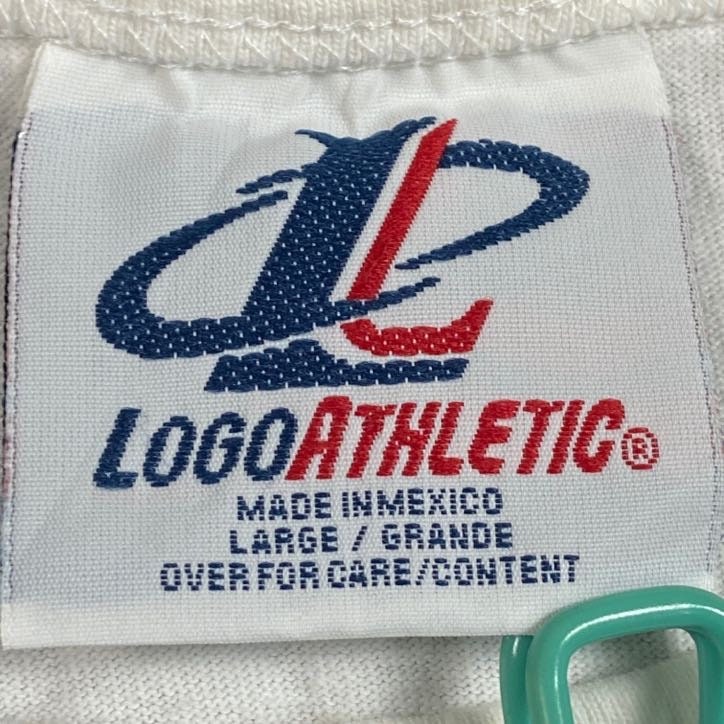 LOGOATHLETIC®
MADE IN MEXICO
LARGE / GRANDE
OVER FOR CARE/CONTENT